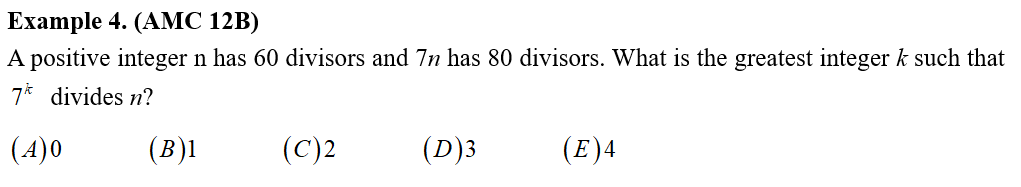 Example 4. (AMC 12B)
A positive integer n has 60 divisors and 7n has 80 divisors. What is the greatest integer k such that
7^k divides n?
(A)0 (B)1 (C)2 (D)3 (E)4